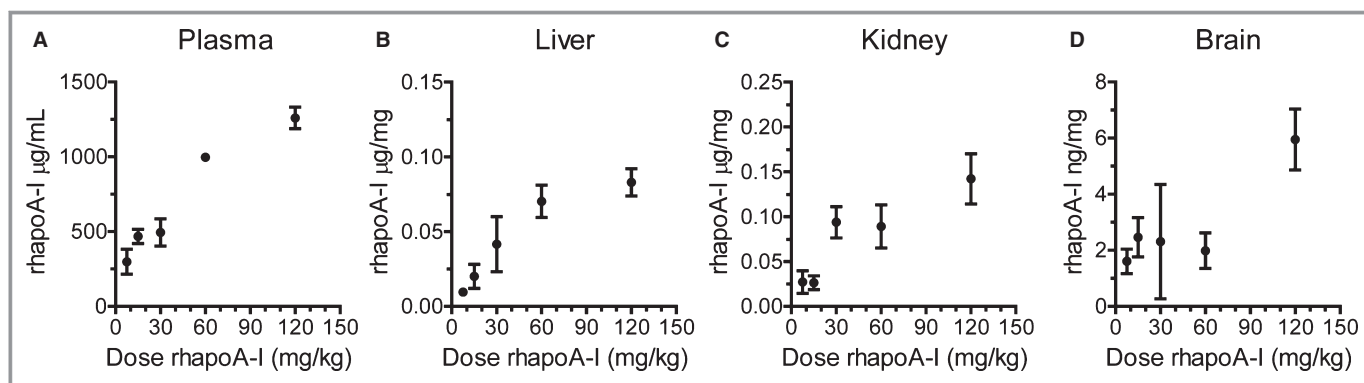 A Plasma
rhapoA-I μg/mL
1500
1000
500
0
0 30 60 90 120 150
Dose rhapoA-I (mg/kg)
B Liver
rhapoA-I μg/mg
0.15
0.10
0.05
0.00
0 30 60 90 120 150
Dose rhapoA-I (mg/kg)
C Kidney
rhapoA-I μg/mg
0.25
0.20
0.15
0.10
0.05
0.00
0 30 60 90 120 150
Dose rhapoA-I (mg/kg)
D Brain
rhapoA-I ng/mg
8
6
4
2
0
0 30 60 90 120 150
Dose rhapoA-I (mg/kg)